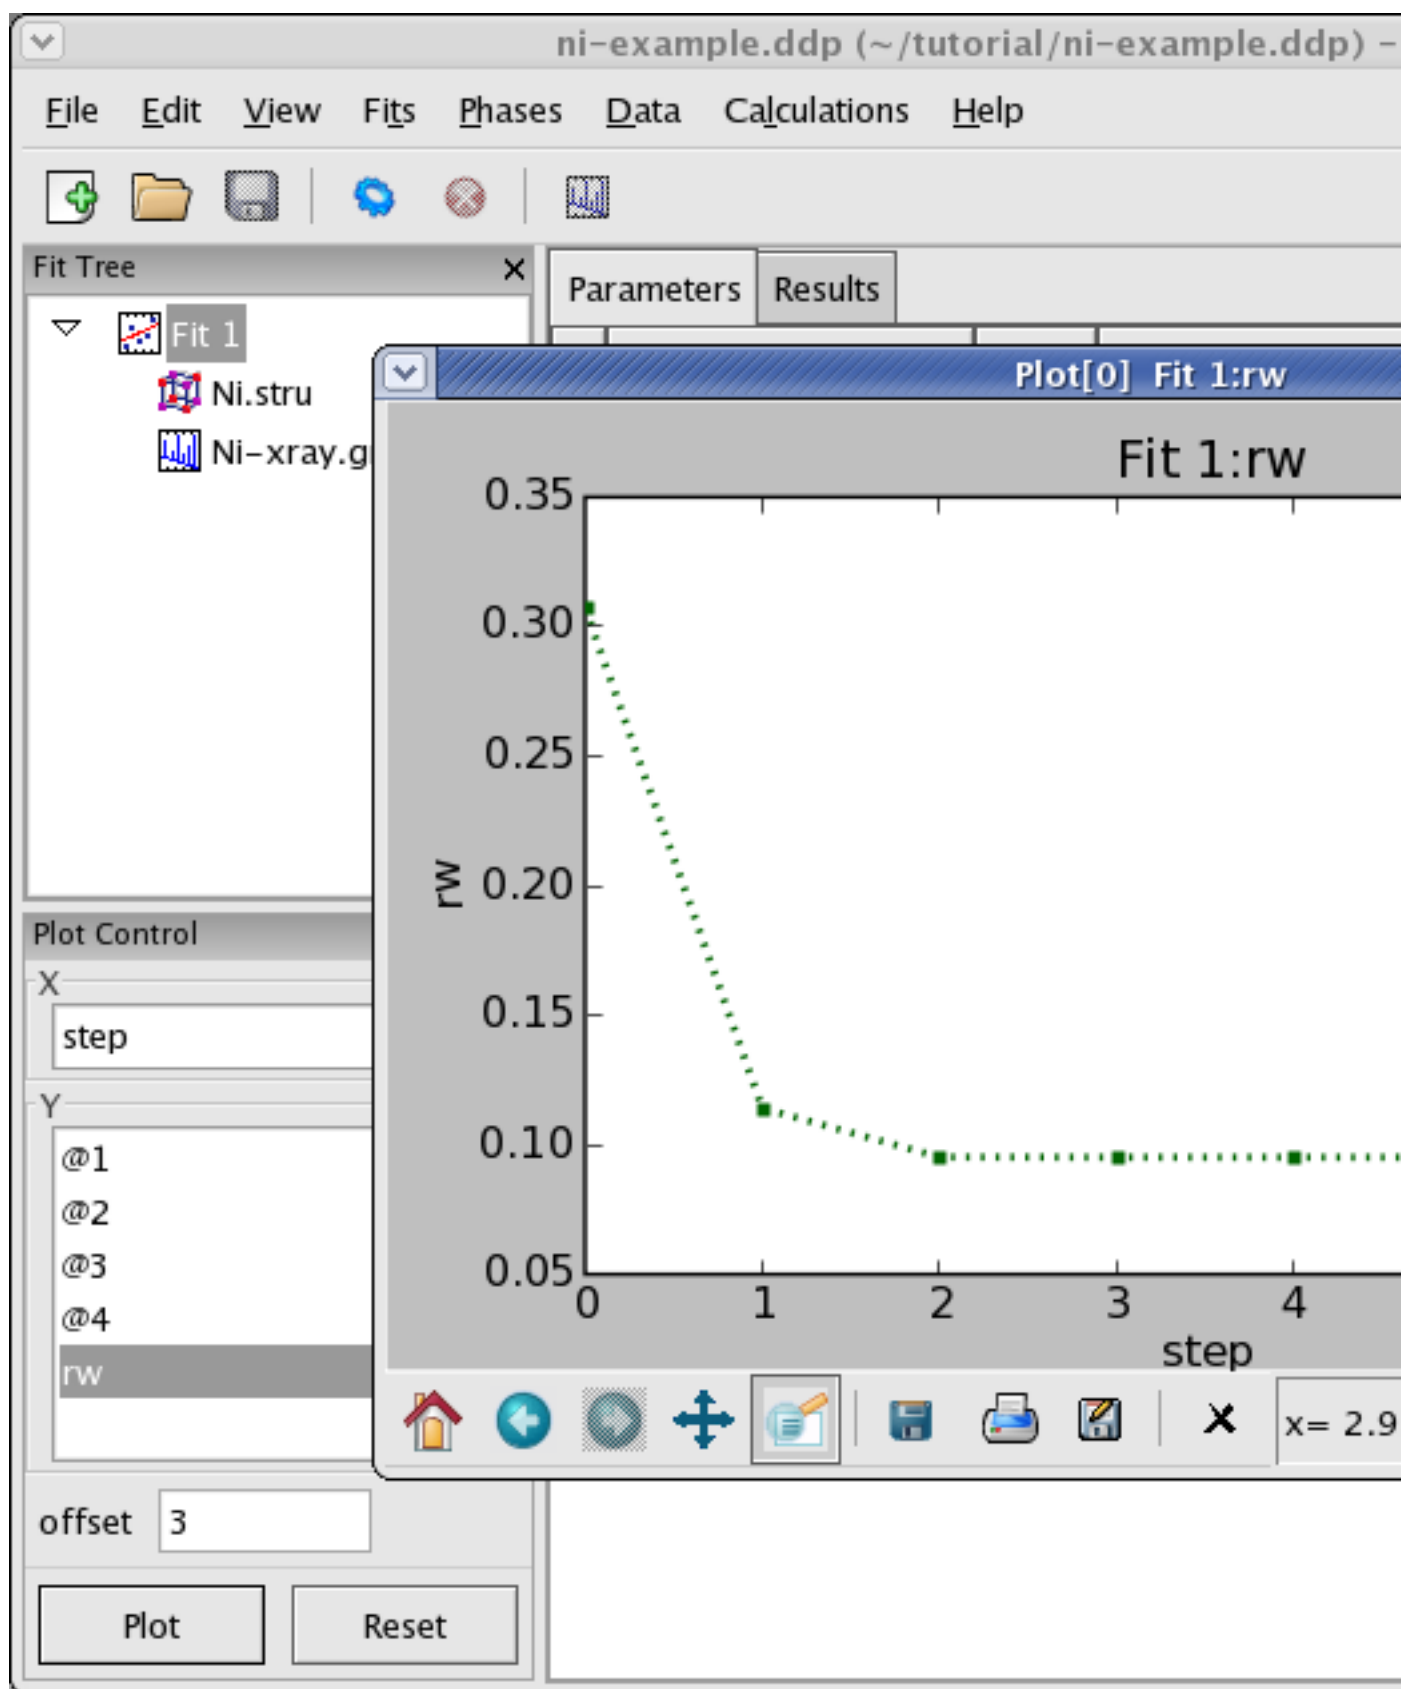 ni-example.ddp (~/tutorial/ni-example.ddp) -
File Edit View Fits Phases Data Calculations Help
Fit Tree
Parameters Results
Fit 1
Ni.stru
Ni-xray.g
Plot[0] Fit 1:rw
Fit 1:rw
0.35
0.30
0.25
0.20
0.15
0.10
0.05
rw
0 1 2 3 4
step
x= 2.9
Plot Control
X
step
Y
@1
@2
@3
@4
rw
offset 3
Plot Reset